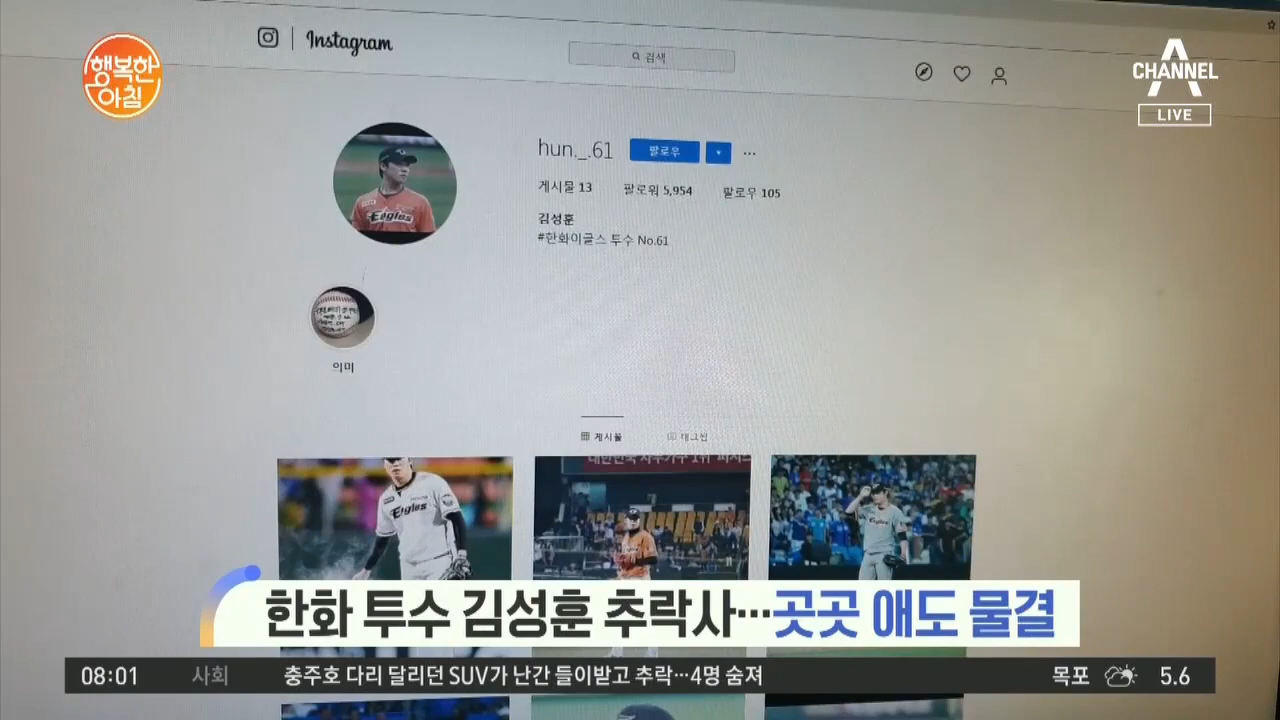 행복한
아침
Instagram
검색
CHANNEL A
LIVE
hun._.61
팔로우
게시물 13
팔로워 5,954
팔로우 105
김성훈
#한화이글스 투수 No.61
Eagles
이미
게시물
태그됨
Eagles
한화 투수 김성훈 추락사…곳곳 애도 물결
08:01 사회 충주호 다리 달리던 SUV가 난간 들이받고 추락…4명 숨져 목포 5.6